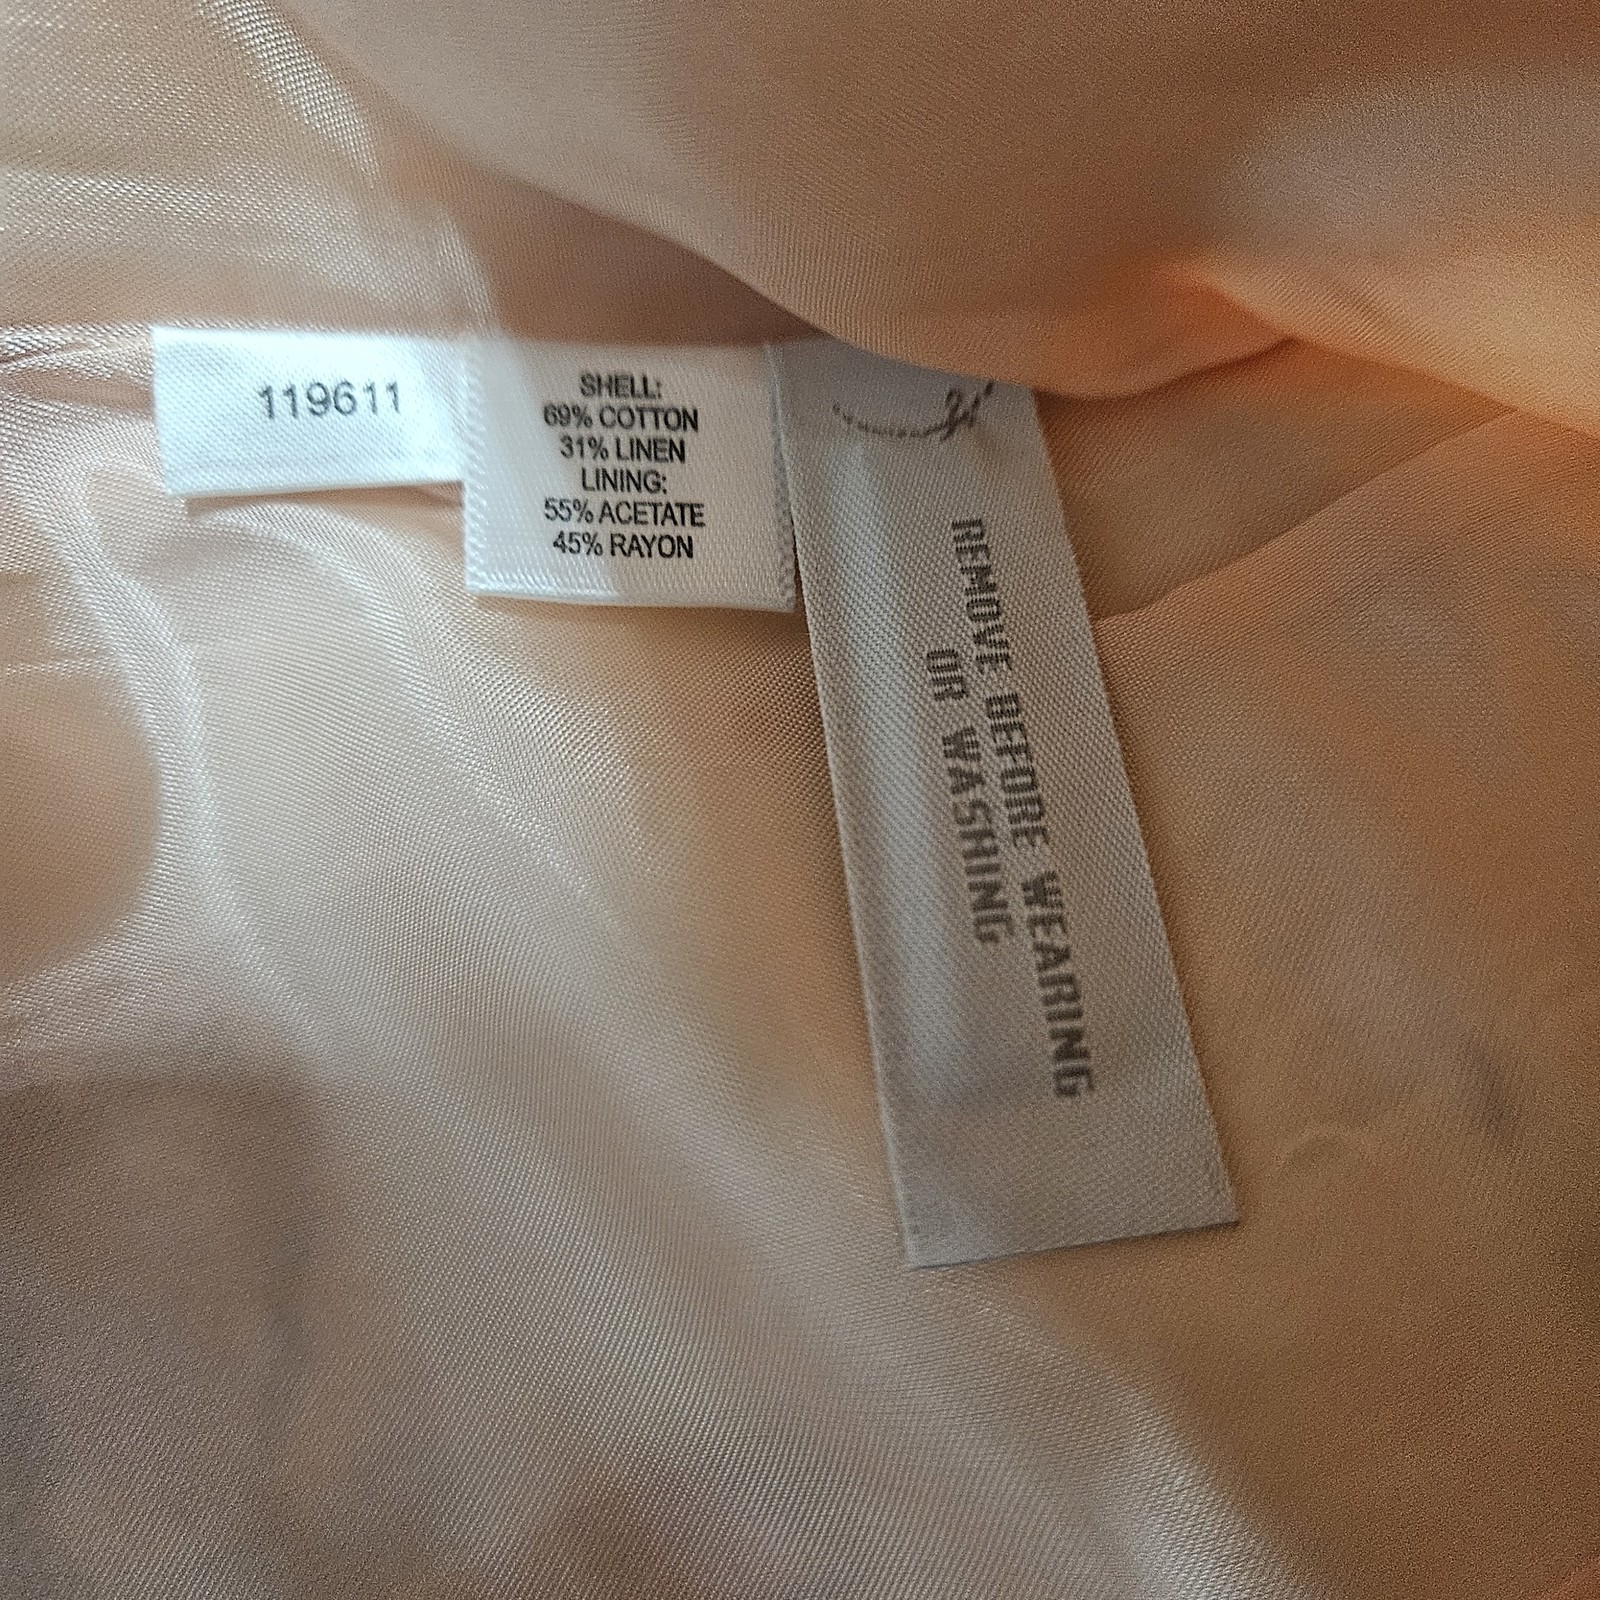 119611
SHELL:
69% COTTON
31% LINEN
LINING:
55% ACETATE
45% RAYON
REMOVE BEFORE WEARING
OR WASHING